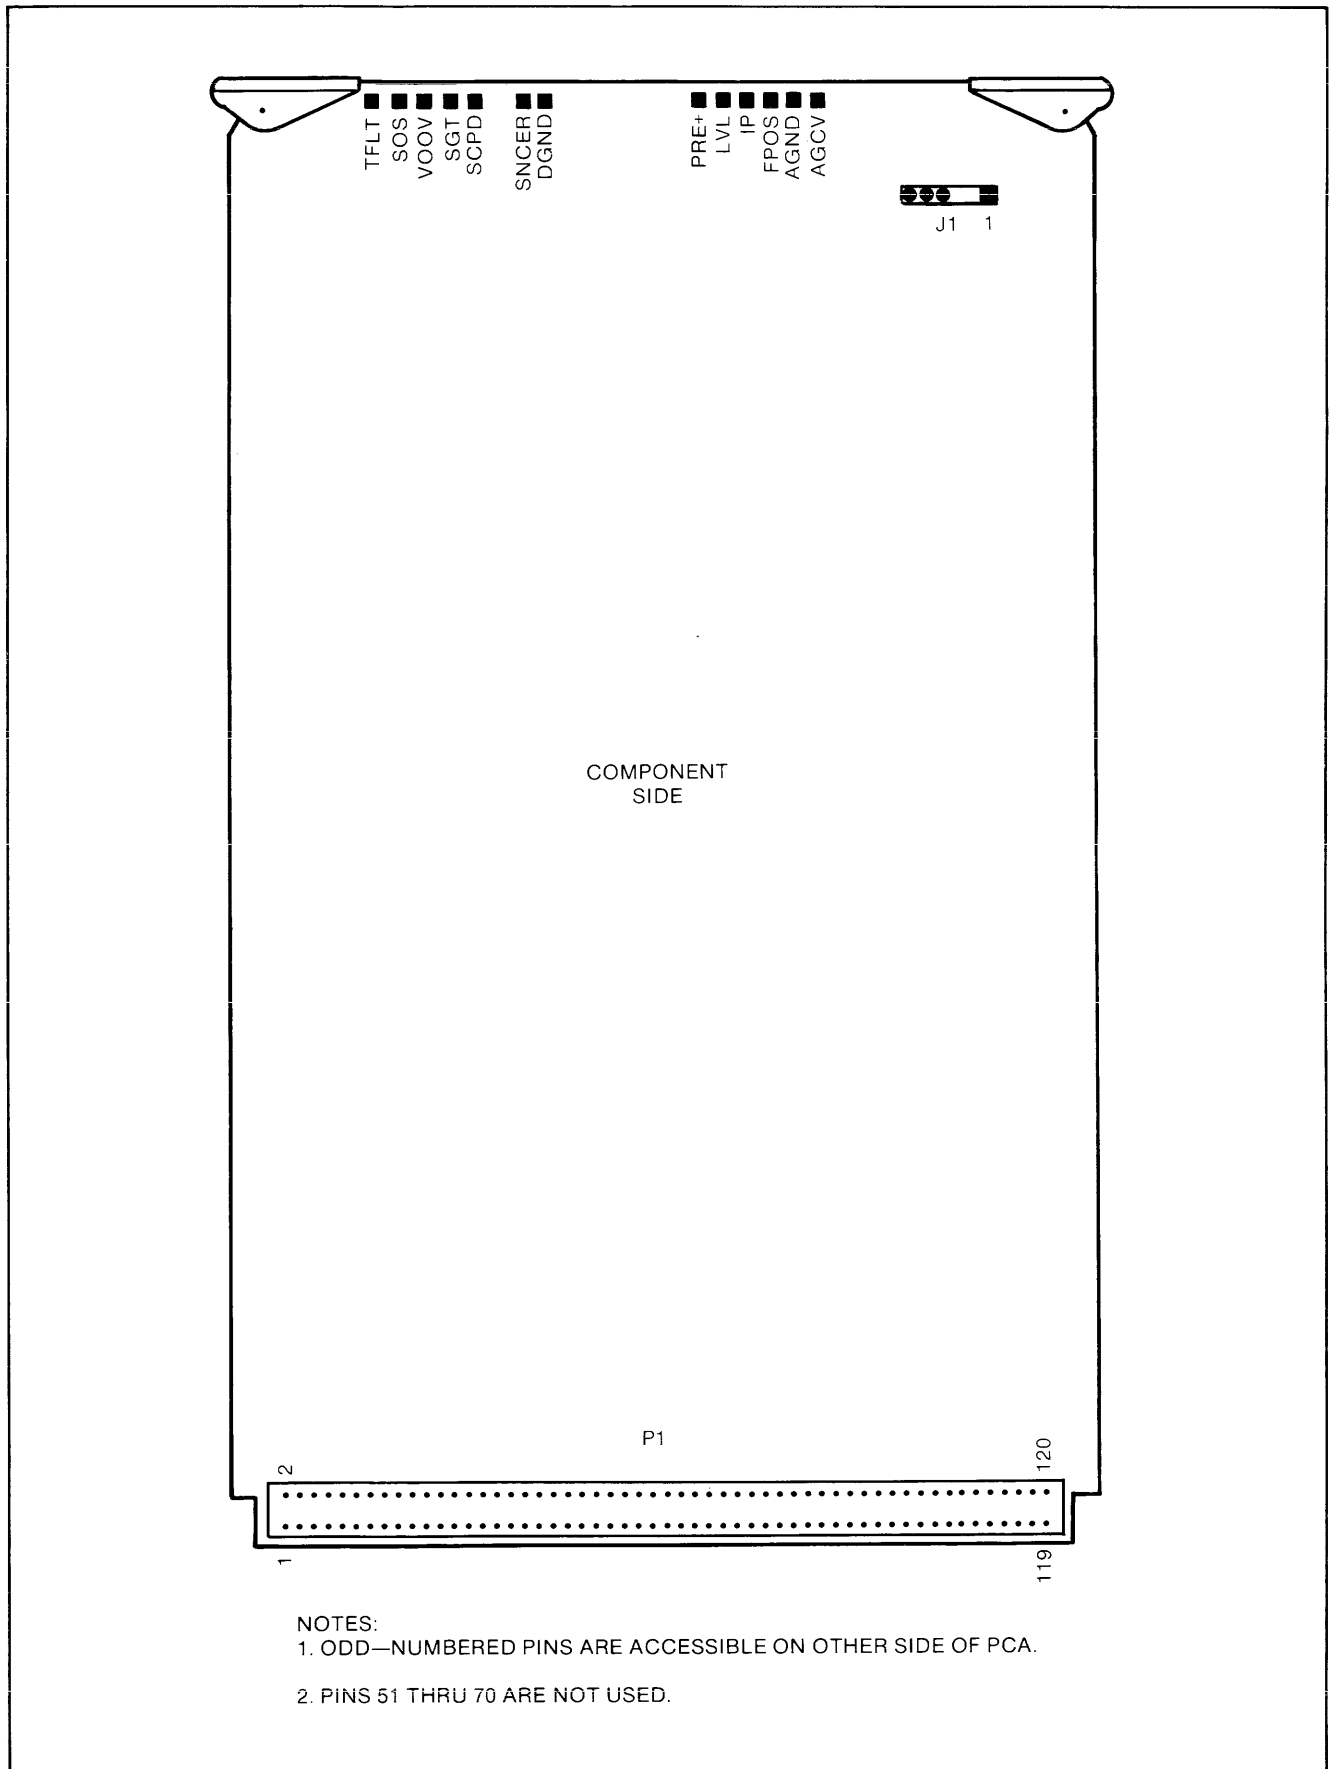 TFLT
SOS
VOOV
SGT
SCPD
SNCER
DGND
PRE+
LVL
IP
FPOS
AGND
AGCV
J1 1
COMPONENT
SIDE
P1
2
120
1
119
NOTES:
1. ODD—NUMBERED PINS ARE ACCESSIBLE ON OTHER SIDE OF PCA.
2. PINS 51 THRU 70 ARE NOT USED.